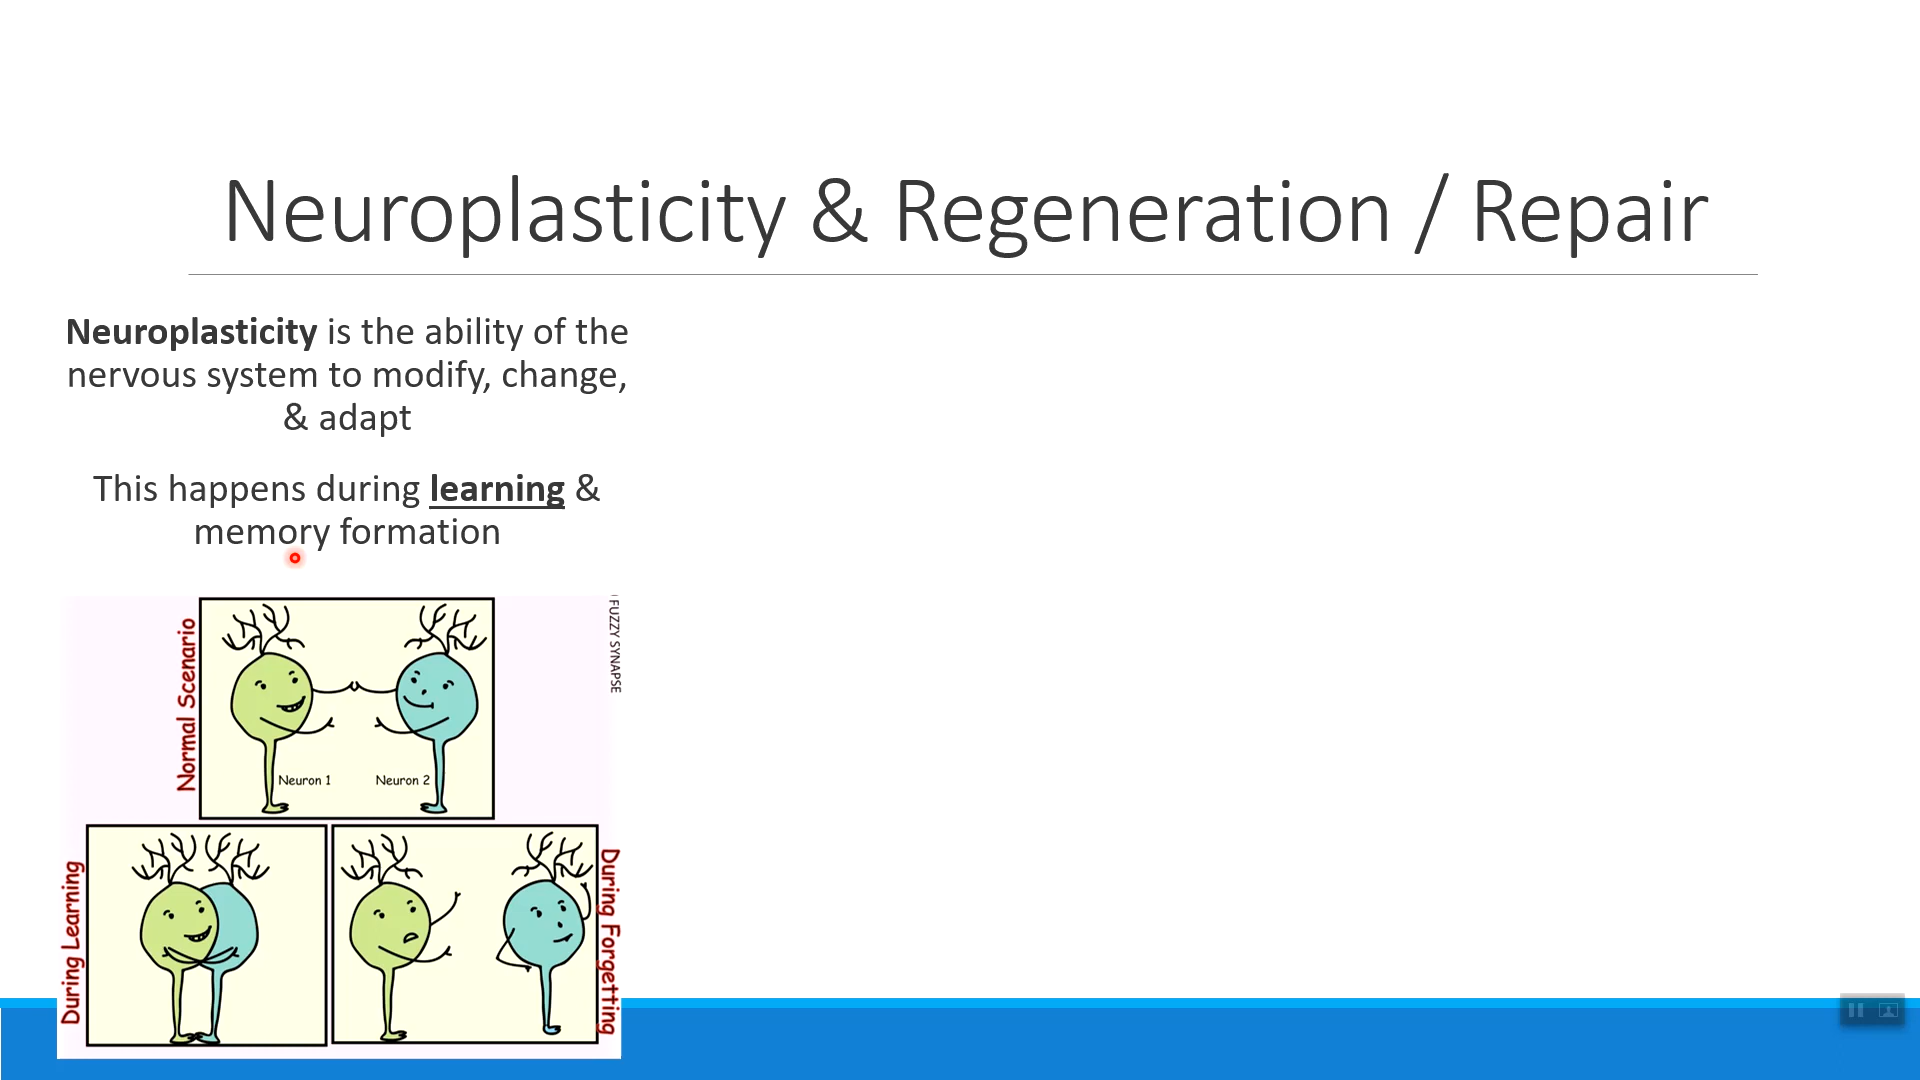 Neuroplasticity & Regeneration / Repair
Neuroplasticity is the ability of the
nervous system to modify, change,
& adapt
This happens during learning &
memory formation
Normal Scenario
FUZZY SYNAPSE
Neuron 1
Neuron 2
During Learning
During Forgetting